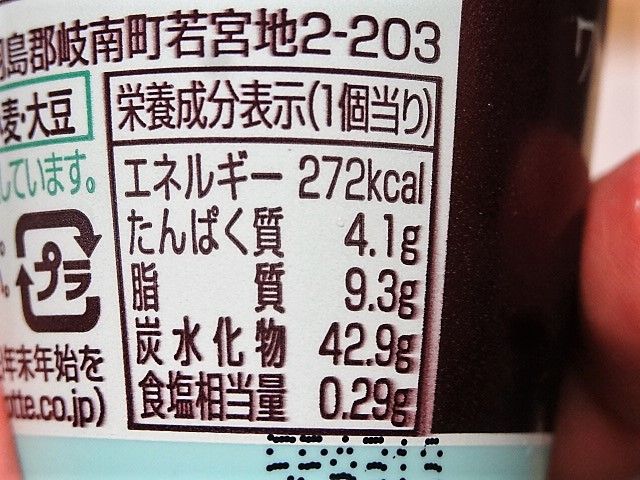 島郡岐南町若宮地2-203
麦・大豆
しています。
プラ
年末年始を
otte.co.jp)
栄養成分表示(1個当り)
エネルギー 272kcal
たんぱく質 4.1g
脂質 9.3g
炭水化物 42.9g
食塩相当量 0.29g